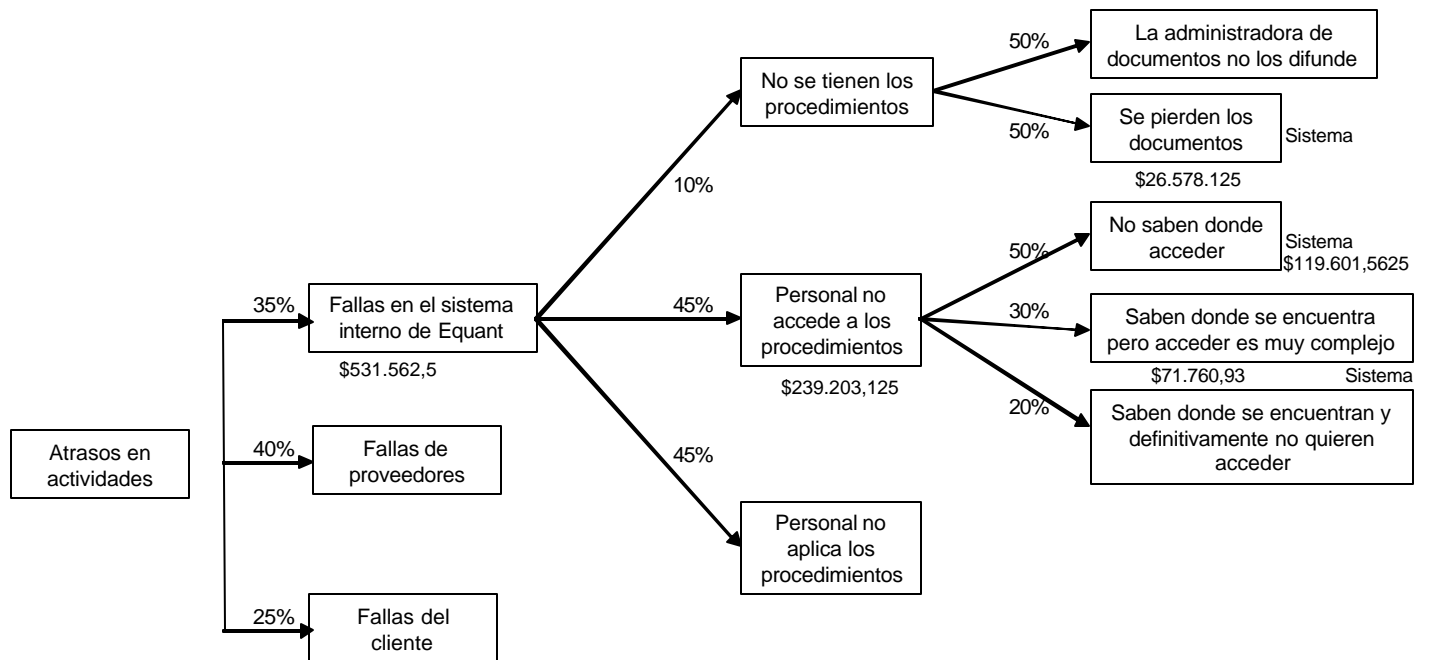 Atrasos en
actividades
35%
Fallas en el sistema
interno de Equant
$531.562,5
40%
Fallas de
proveedores
25%
Fallas del
cliente
10%
No se tienen los
procedimientos
45%
Personal no
accede a los
procedimientos
$239.203,125
45%
Personal no
aplica los
procedimientos
50%
La administradora de
documentos no los difunde
50%
Se pierden los
documentos
Sistema
$26.578.125
50%
No saben donde
acceder
Sistema
$119.601,5625
30%
Saben donde se encuentra
pero acceder es muy complejo
$71.760,93
Sistema
20%
Saben donde se encuentran y
definitivamente no quieren
acceder